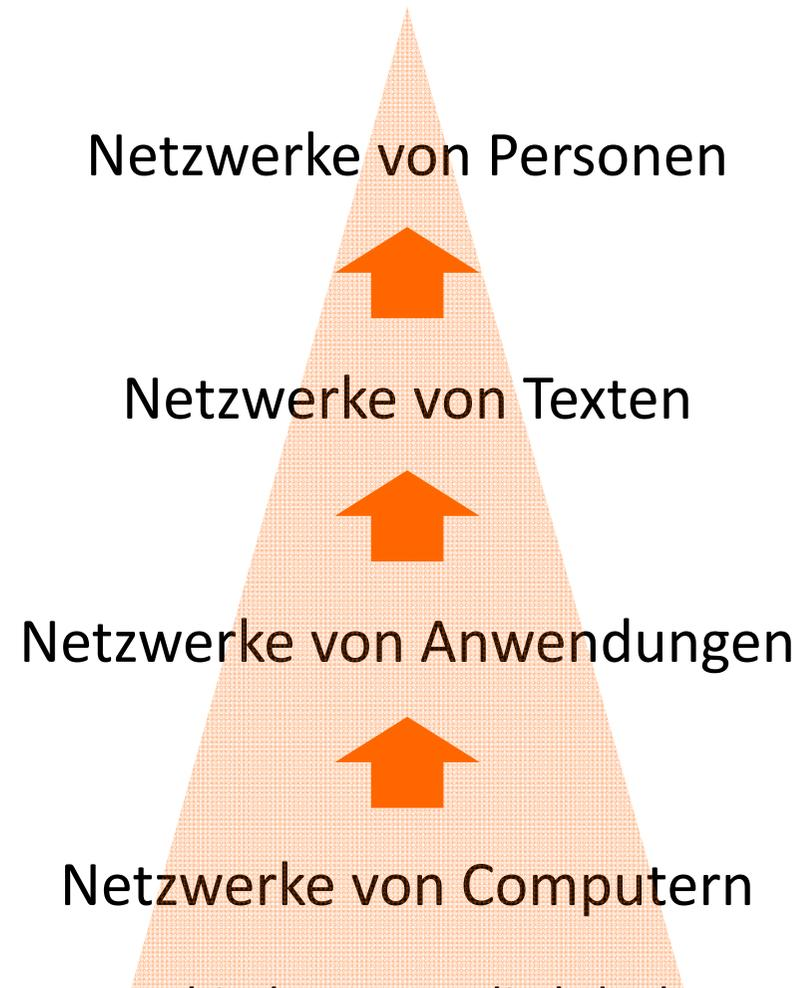 Netzwerke von Personen
Netzwerke von Texten
Netzwerke von Anwendungen
Netzwerke von Computern